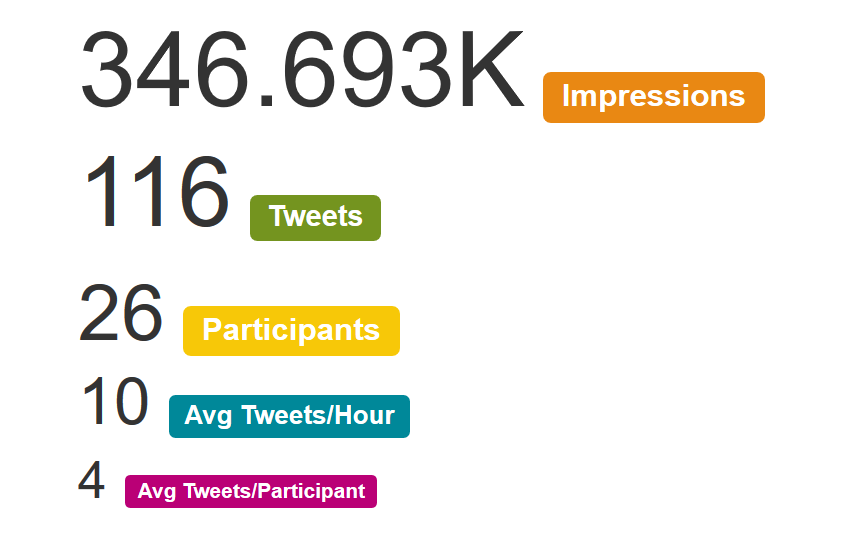 346.693K Impressions
116 Tweets
26 Participants
10 Avg Tweets/Hour
4 Avg Tweets/Participant